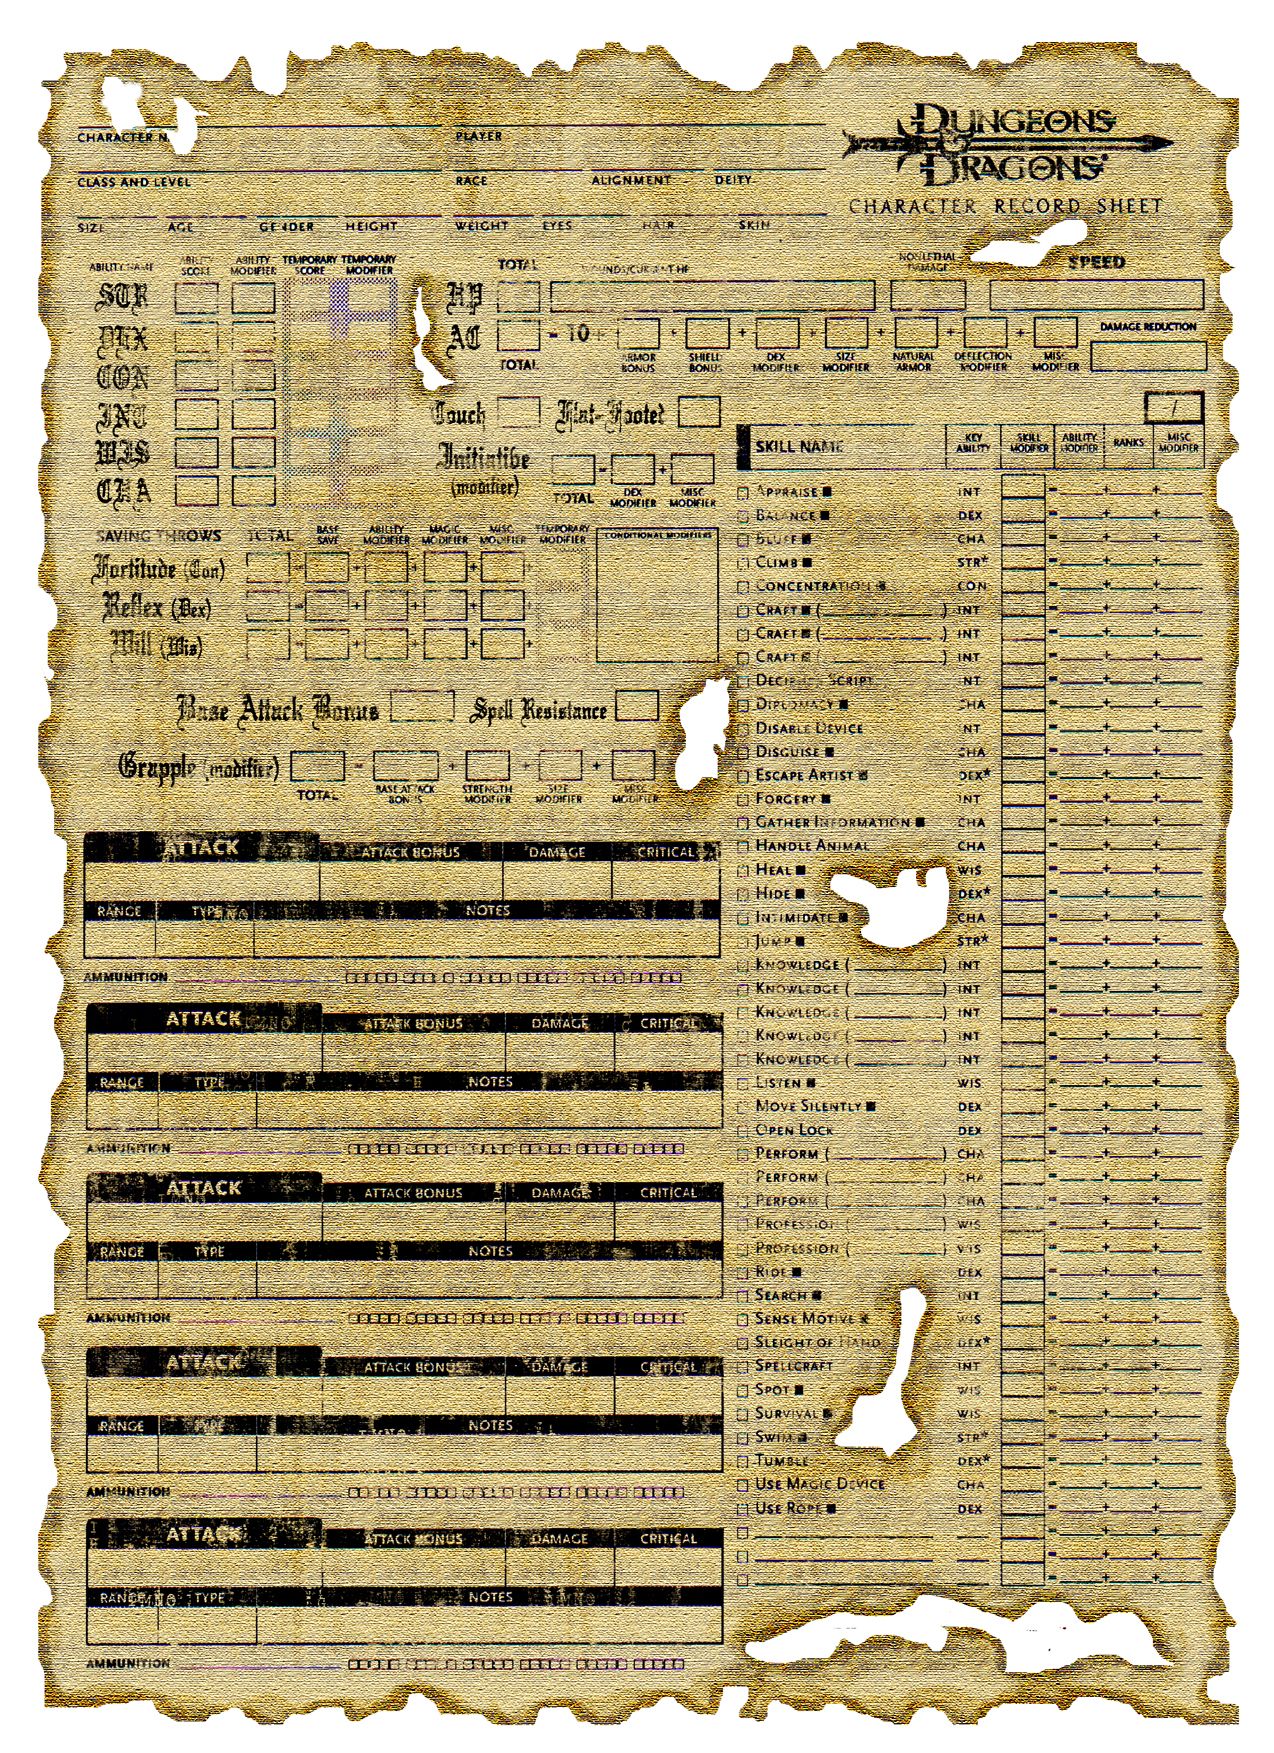 DUNGEONS
&
DRAGONS
CHARACTER RECORD SHEET
CHARACTER N
PLAYER
CLASS AND LEVEL
RACE ALIGNMENT DEITY
SIZE AGE GENDER HEIGHT WEIGHT EYES HAIR SKIN
ABILITY NAME ABILITY SCORE ABILITY MODIFIER TEMPORARY SCORE TEMPORARY MODIFIER
STR
DEX
CON
INT
WIS
CHA
TOTAL WOUNDS/CURRENT HP NONLETHAL DAMAGE SPEED
HP
AC = 10 + + + + + + +
TOTAL ARMOR BONUS SHIELD BONUS DEX MODIFIER SIZE MODIFIER NATURAL ARMOR DEFLECTION MODIFIER MISC MODIFIER
DAMAGE REDUCTION
Touch Flat-Footed
Initiative (modifier) = +
TOTAL DEX MODIFIER MISC MODIFIER
SAVING THROWS TOTAL BASE SAVE ABILITY MODIFIER MAGIC MODIFIER MISC MODIFIER TEMPORARY MODIFIER CONDITIONAL MODIFIERS
Fortitude (Con) = + + + +
Reflex (Dex) = + + + +
Will (Wis) = + + + +
Base Attack Bonus Spell Resistance
Grapple (modifier) = + + +
TOTAL BASE ATTACK BONUS STRENGTH MODIFIER SIZE MODIFIER MISC MODIFIER
ATTACK ATTACK BONUS DAMAGE CRITICAL
RANGE TYPE NOTES
AMMUNITION
ATTACK ATTACK BONUS DAMAGE CRITICAL
RANGE TYPE NOTES
AMMUNITION
ATTACK ATTACK BONUS DAMAGE CRITICAL
RANGE TYPE NOTES
AMMUNITION
ATTACK ATTACK BONUS DAMAGE CRITICAL
RANGE TYPE NOTES
AMMUNITION
ATTACK ATTACK BONUS DAMAGE CRITICAL
RANGE TYPE NOTES
AMMUNITION
/
SKILL NAME KEY ABILITY SKILL MODIFIER ABILITY MODIFIER RANKS MISC MODIFIER
□ APPRAISE ■ INT = + +
□ BALANCE ■ DEX = + +
□ BLUFF ■ CHA = + +
□ CLIMB ■ STR* = + +
□ CONCENTRATION ■ CON = + +
□ CRAFT ■ ( ) INT = + +
□ CRAFT ■ ( ) INT = + +
□ CRAFT ■ ( ) INT = + +
□ DECIPHER SCRIPT INT = + +
□ DIPLOMACY ■ CHA = + +
□ DISABLE DEVICE INT = + +
□ DISGUISE ■ CHA = + +
□ ESCAPE ARTIST ■ DEX* = + +
□ FORGERY ■ INT = + +
□ GATHER INFORMATION ■ CHA = + +
□ HANDLE ANIMAL CHA = + +
□ HEAL ■ WIS = + +
□ HIDE ■ DEX* = + +
□ INTIMIDATE ■ CHA = + +
□ JUMP ■ STR* = + +
□ KNOWLEDGE ( ) INT = + +
□ KNOWLEDGE ( ) INT = + +
□ KNOWLEDGE ( ) INT = + +
□ KNOWLEDGE ( ) INT = + +
□ KNOWLEDGE ( ) INT = + +
□ LISTEN ■ WIS = + +
□ MOVE SILENTLY ■ DEX = + +
□ OPEN LOCK DEX = + +
□ PERFORM ( ) CHA = + +
□ PERFORM ( ) CHA = + +
□ PERFORM ( ) CHA = + +
□ PROFESSION ( ) WIS = + +
□ PROFESSION ( ) WIS = + +
□ RIDE ■ DEX = + +
□ SEARCH ■ INT = + +
□ SENSE MOTIVE ■ WIS = + +
□ SLEIGHT OF HAND DEX* = + +
□ SPELLCRAFT INT = + +
□ SPOT ■ WIS = + +
□ SURVIVAL ■ WIS = + +
□ SWIM ■ STR* = + +
□ TUMBLE DEX* = + +
□ USE MAGIC DEVICE CHA = + +
□ USE ROPE ■ DEX = + +
□ = + +
□ = + +
□ = + +